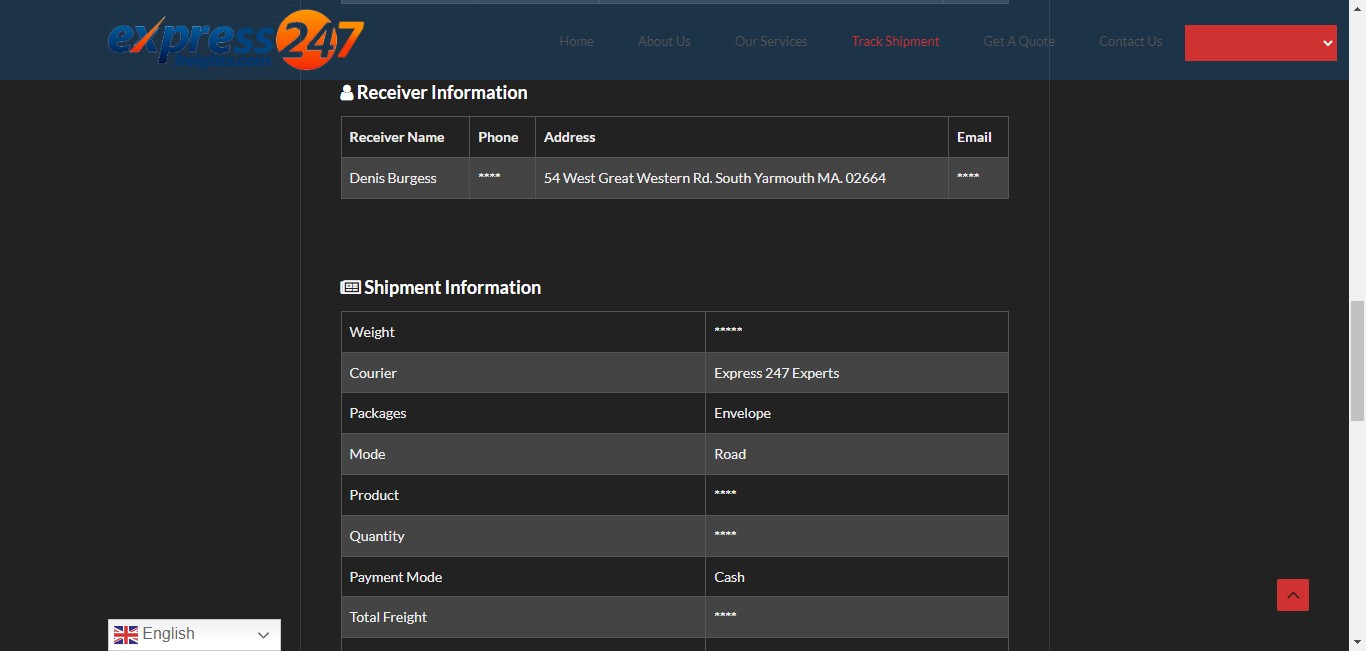 express247
freights.com
Home About Us Our Services Track Shipment Get A Quote Contact Us
Receiver Information
Receiver Name Phone Address Email
Denis Burgess **** 54 West Great Western Rd. South Yarmouth MA. 02664 ****
Shipment Information
Weight *****
Courier Express 247 Experts
Packages Envelope
Mode Road
Product ****
Quantity ****
Payment Mode Cash
Total Freight ****
English